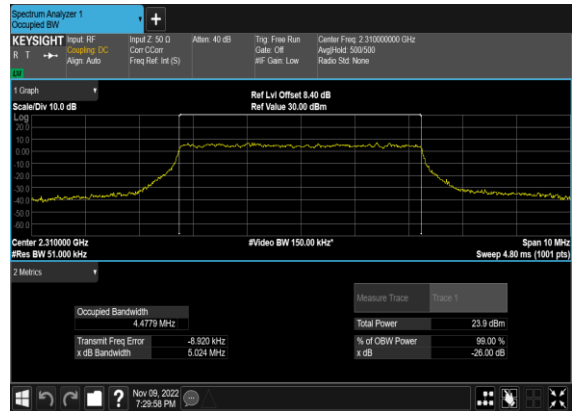 Spectrum Analyzer 1
Occupied BW
+
KEYSIGHT Input: RF Input Z: 50 Ω Atten: 40 dB Trig: Free Run Center Freq: 2.310000000 GHz
R T Coupling: DC Corr CCorr Gate: Off Avg|Hold: 500/500
Align: Auto Freq Ref: Int (S) #IF Gain: Low Radio Std: None
1 Graph
Ref Lvl Offset 8.40 dB
Scale/Div 10.0 dB Ref Value 30.00 dBm
Log
20.0
10.0
0.00
-10.0
-20.0
-30.0
-40.0
-50.0
-60.0
Center 2.310000 GHz #Video BW 150.00 kHz* Span 10 MHz
#Res BW 51.000 kHz Sweep 4.80 ms (1001 pts)
2 Metrics
Measure Trace Trace 1
Occupied Bandwidth
4.4779 MHz Total Power 23.9 dBm
Transmit Freq Error -8.920 kHz % of OBW Power 99.00 %
x dB Bandwidth 5.024 MHz x dB -26.00 dB
? Nov 09, 2022
7:29:58 PM